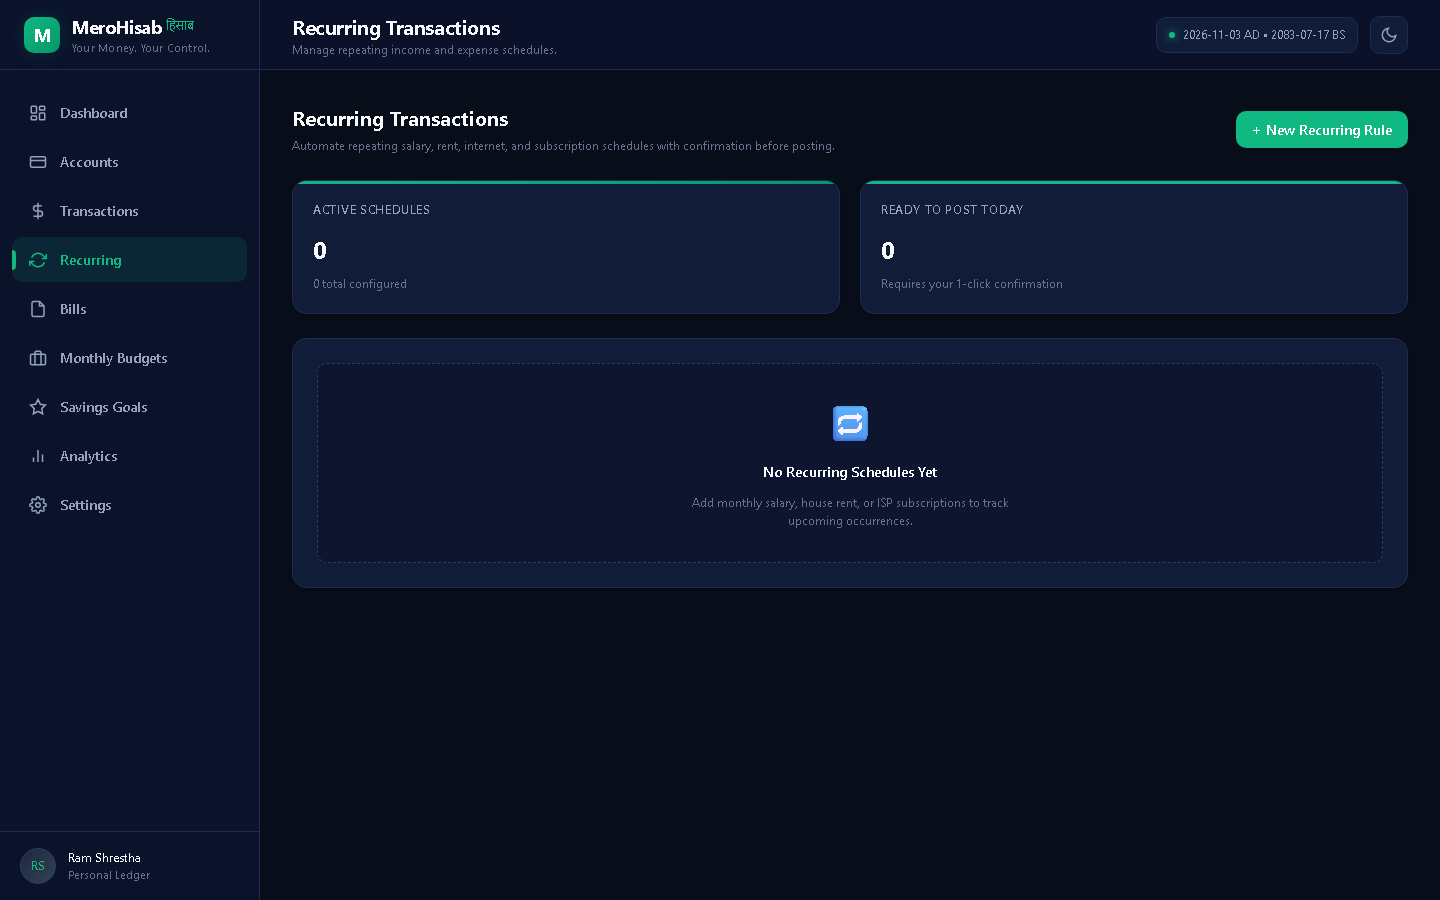 M
MeroHisab हिसाब
Your Money. Your Control.
Dashboard
Accounts
Transactions
Recurring
Bills
Monthly Budgets
Savings Goals
Analytics
Settings
RS
Ram Shrestha
Personal Ledger
Recurring Transactions
Manage repeating income and expense schedules.
2026-11-03 AD • 2083-07-17 BS
Recurring Transactions
Automate repeating salary, rent, internet, and subscription schedules with confirmation before posting.
+ New Recurring Rule
ACTIVE SCHEDULES
0
0 total configured
READY TO POST TODAY
0
Requires your 1-click confirmation
No Recurring Schedules Yet
Add monthly salary, house rent, or ISP subscriptions to track
upcoming occurrences.